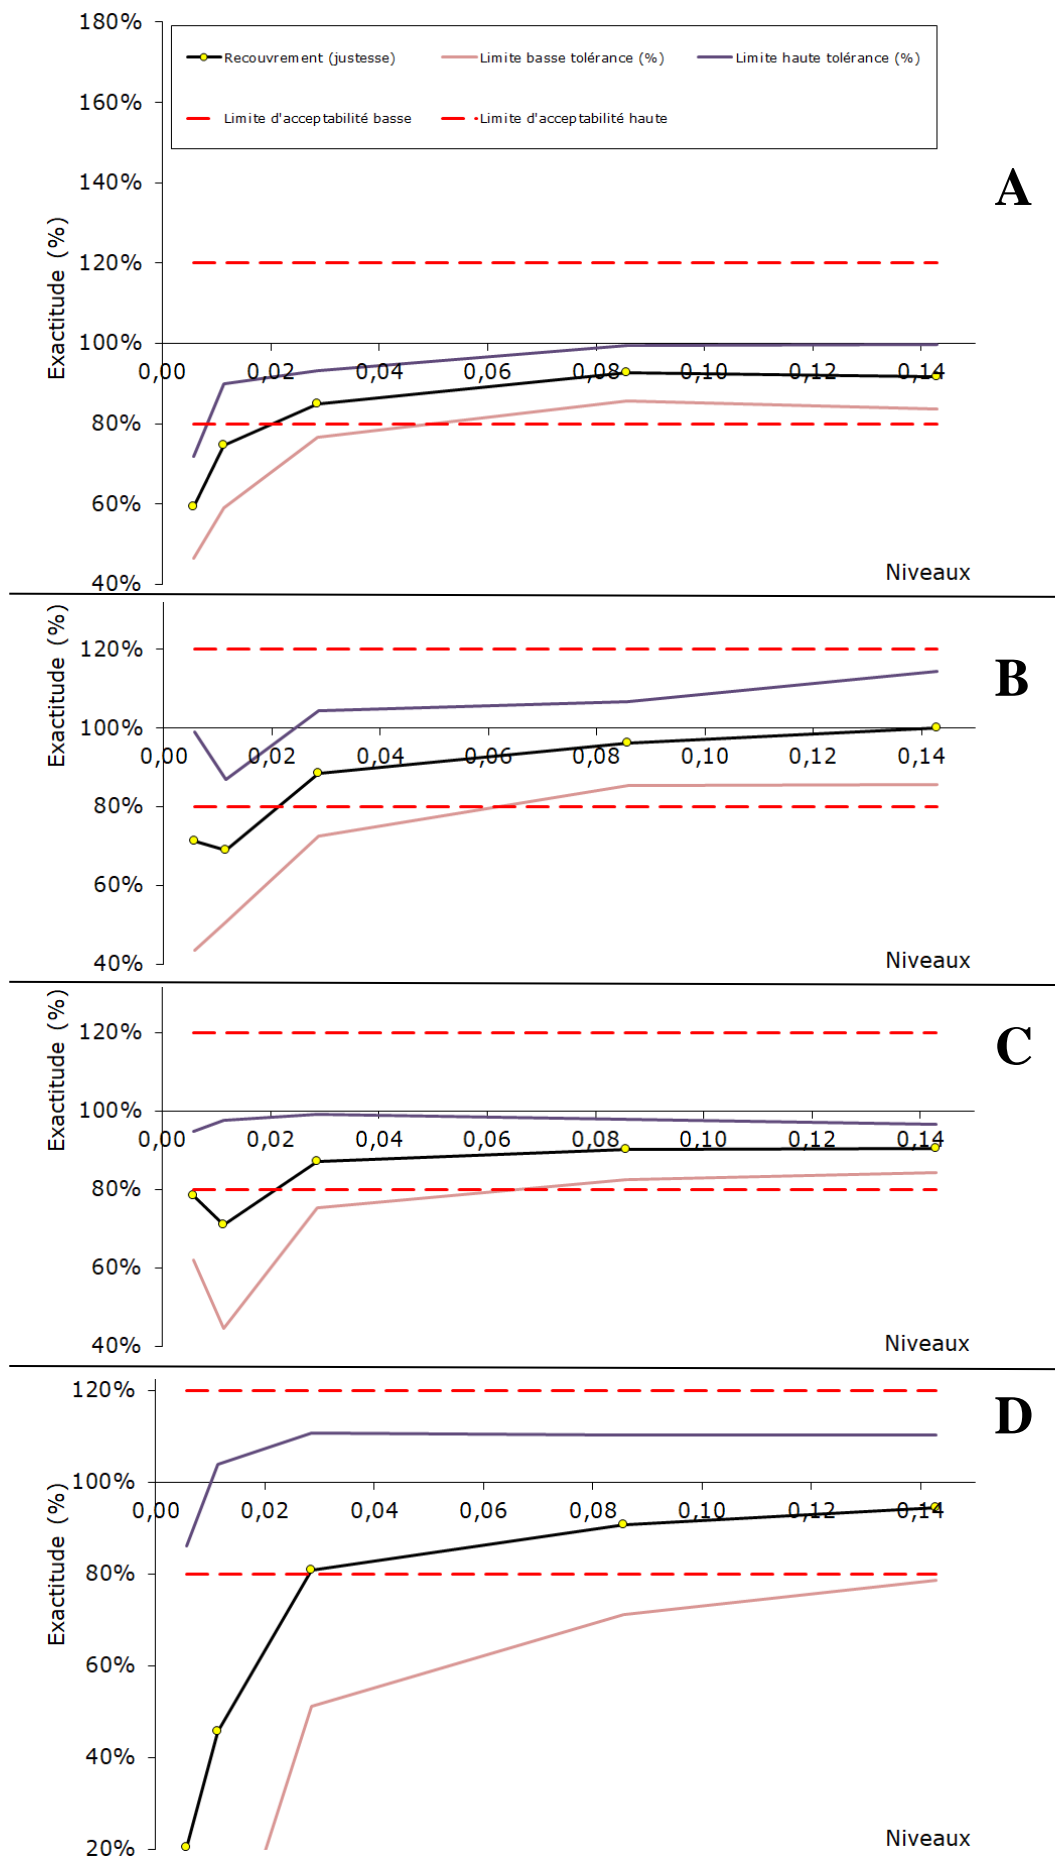 180%
Recouvrement (justesse) Limite basse tolérance (%) Limite haute tolérance (%)
Limite d'acceptabilité basse Limite d'acceptabilité haute
160%
140%
A
120%
Exactitude (%)
100%
0,00 0,02 0,04 0,06 0,08 0,10 0,12 0,14
80%
60%
40%
Niveaux
120%
B
Exactitude (%)
100%
0,00 0,02 0,04 0,06 0,08 0,10 0,12 0,14
80%
60%
40%
Niveaux
120%
C
Exactitude (%)
100%
0,00 0,02 0,04 0,06 0,08 0,10 0,12 0,14
80%
60%
40%
Niveaux
120%
D
100%
Exactitude (%)
0,00 0,02 0,04 0,06 0,08 0,10 0,12 0,14
80%
60%
40%
20%
Niveaux